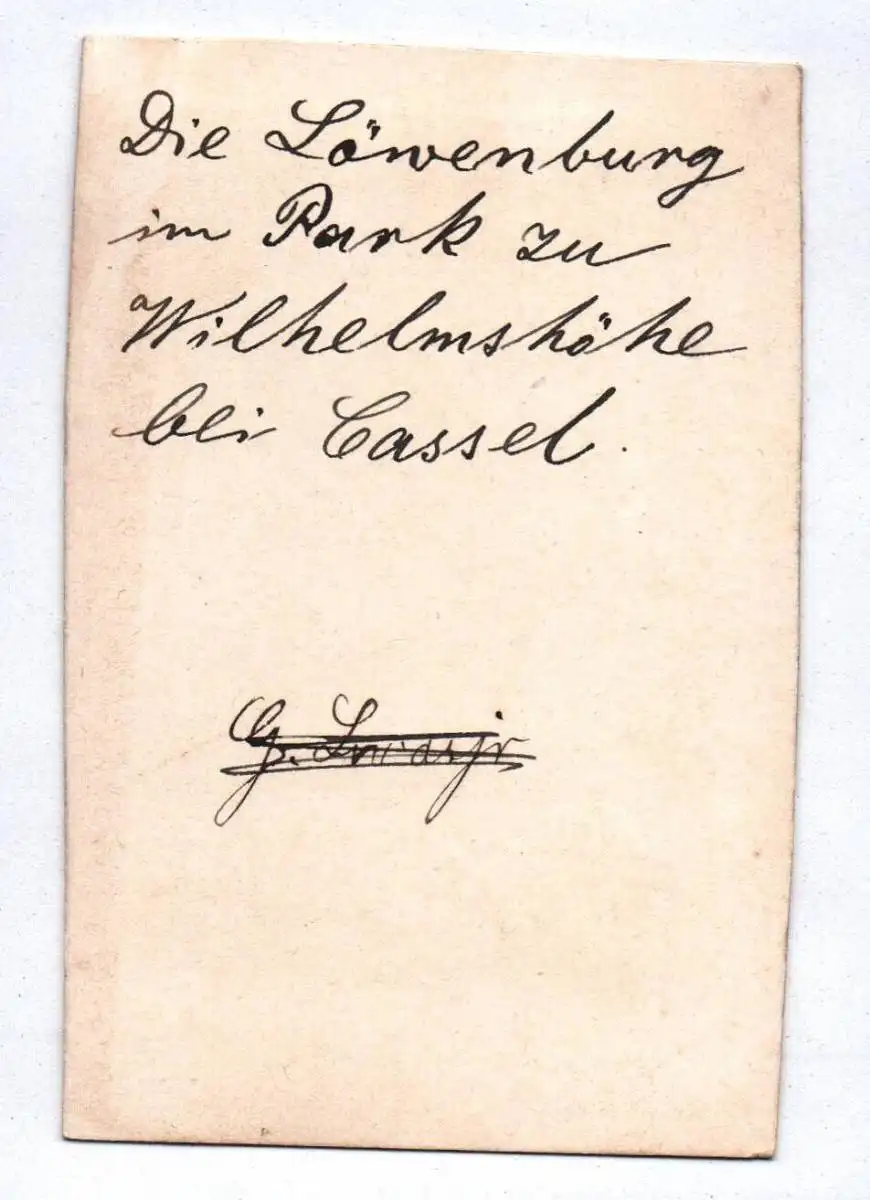 Die Löwenburg
im Park zu
Wilhelmshöhe
bei Cassel.
G.